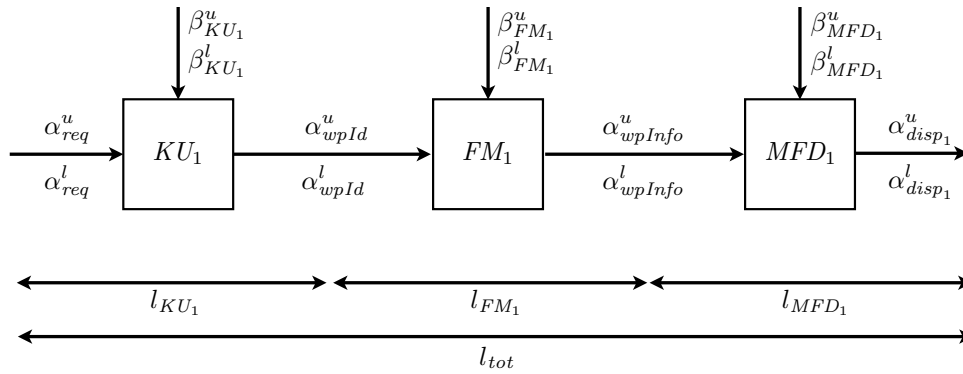 β^u_{KU_1} β^u_{FM_1} β^u_{MFD_1}
β^l_{KU_1} β^l_{FM_1} β^l_{MFD_1}
α^u_{req} α^u_{wpId} α^u_{wpInfo} α^u_{disp_1}
KU_1 FM_1 MFD_1
α^l_{req} α^l_{wpId} α^l_{wpInfo} α^l_{disp_1}
l_{KU_1} l_{FM_1} l_{MFD_1}
l_{tot}